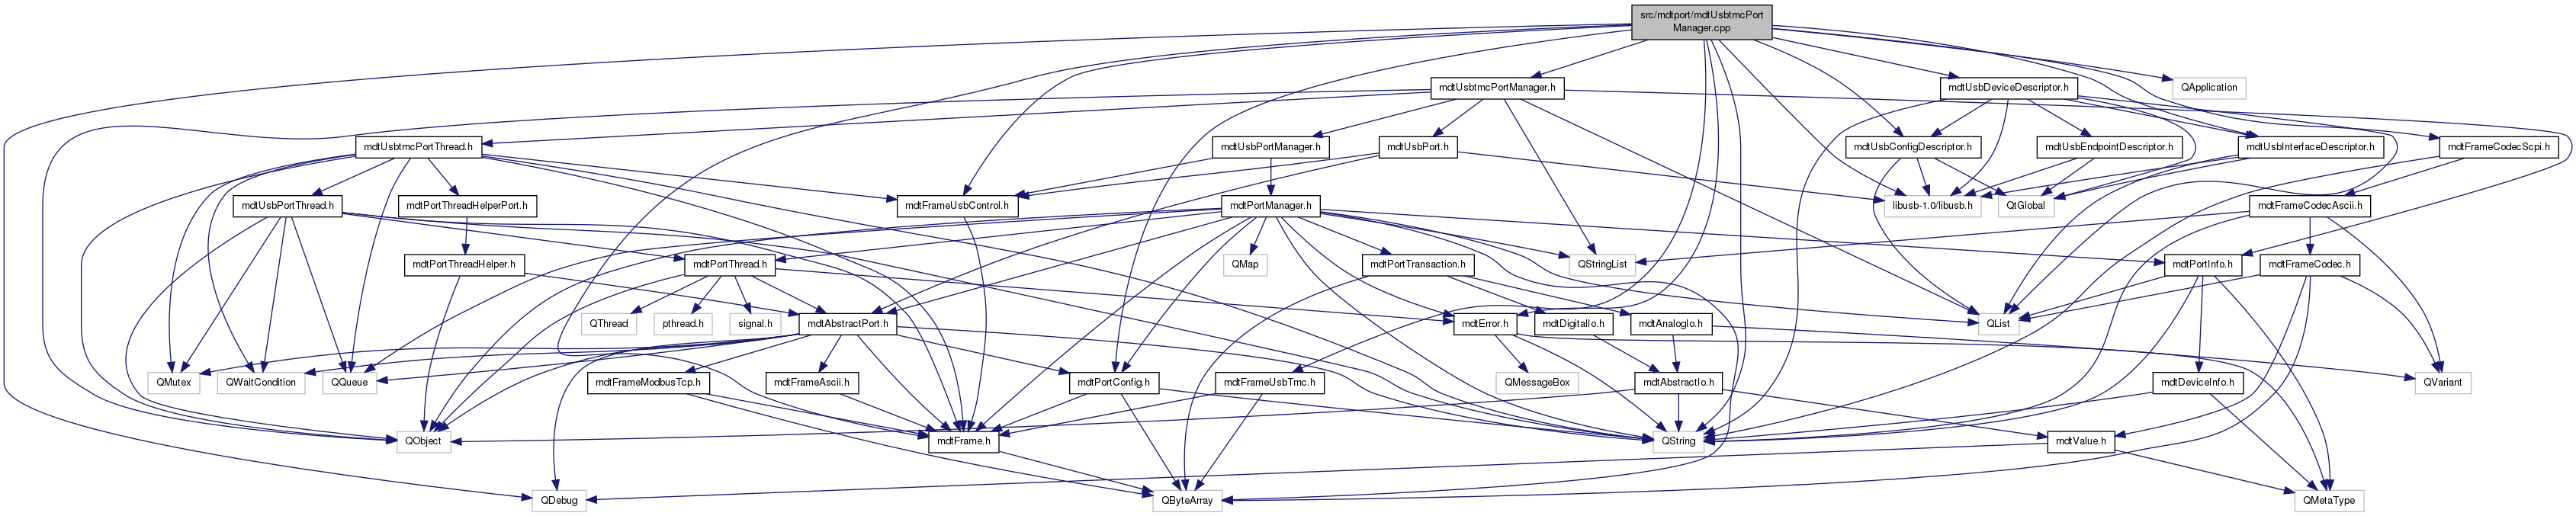 src/mdtport/mdtUsbtmcPort
Manager.cpp
mdtUsbtmcPortManager.h
mdtUsbDeviceDescriptor.h
QApplication
mdtUsbtmcPortThread.h
mdtUsbPortManager.h
mdtUsbPort.h
mdtUsbConfigDescriptor.h
mdtUsbEndpointDescriptor.h
mdtUsbInterfaceDescriptor.h
mdtFrameCodecScpi.h
mdtUsbPortThread.h
mdtPortThreadHelperPort.h
mdtFrameUsbControl.h
mdtPortManager.h
libusb-1.0/libusb.h
QtGlobal
mdtFrameCodecAscii.h
mdtPortThreadHelper.h
mdtPortThread.h
QMap
mdtPortTransaction.h
QStringList
mdtPortInfo.h
mdtFrameCodec.h
QThread
pthread.h
signal.h
mdtAbstractPort.h
mdtError.h
mdtDigitalIo.h
mdtAnalogIo.h
QList
QMutex
QWaitCondition
QQueue
mdtFrameModbusTcp.h
mdtFrameAscii.h
mdtPortConfig.h
mdtFrameUsbTmc.h
QMessageBox
mdtAbstractIo.h
mdtDeviceInfo.h
QVariant
QObject
mdtFrame.h
QString
mdtValue.h
QDebug
QByteArray
QMetaType